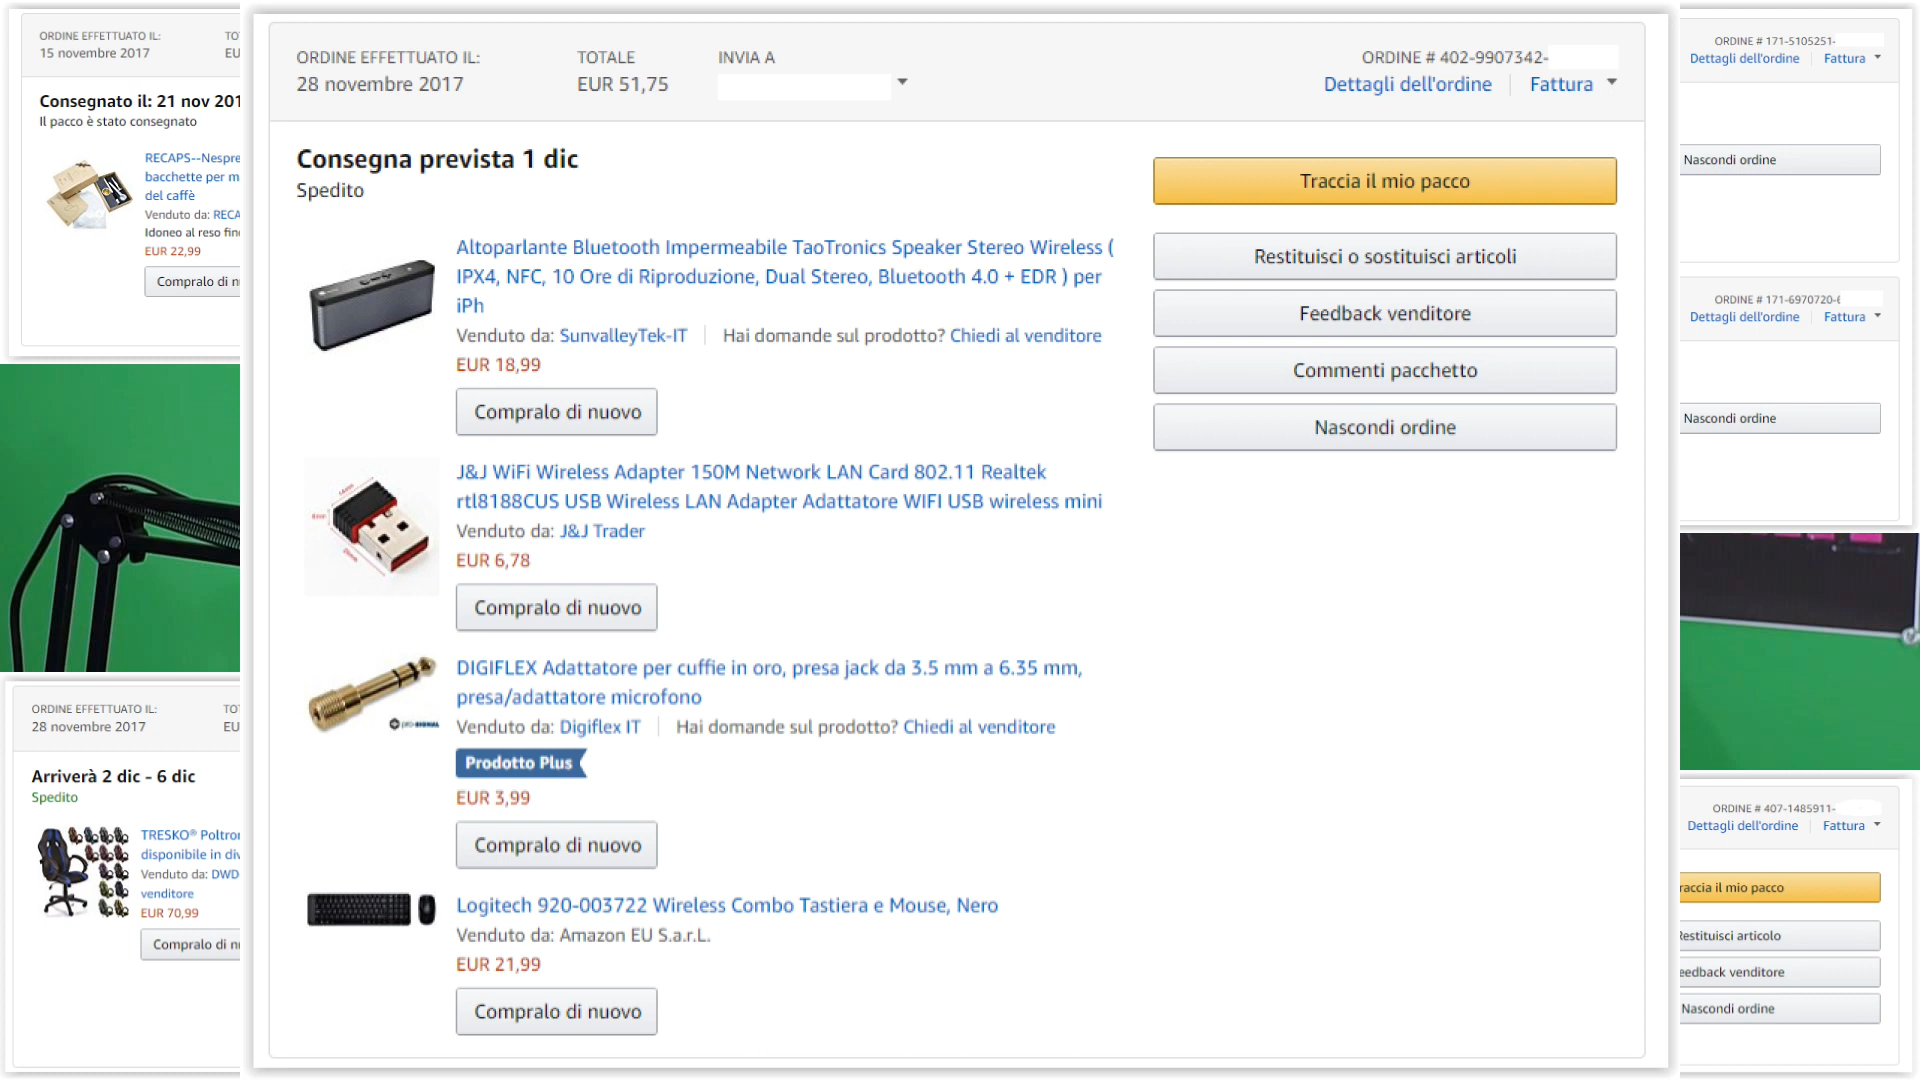 ORDINE EFFETTUATO IL:
15 novembre 2017
EU
Consegnato il: 21 nov 201
Il pacco è stato consegnato
RECAPS--Nespre
bacchette per m
del caffè
Venduto da: RECA
Idoneo al reso fin
EUR 22,99
Compralo di n
ORDINE EFFETTUATO IL:
28 novembre 2017
EU
Arriverà 2 dic - 6 dic
Spedito
TRESKO® Poltro
disponibile in di
Venduto da: DWD
venditore
EUR 70,99
Compralo di n
ORDINE EFFETTUATO IL:
28 novembre 2017
TOTALE
EUR 51,75
INVIA A
ORDINE # 402-9907342-
Dettagli dell'ordine
Fattura
Consegna prevista 1 dic
Spedito
Altoparlante Bluetooth Impermeabile TaoTronics Speaker Stereo Wireless (
IPX4, NFC, 10 Ore di Riproduzione, Dual Stereo, Bluetooth 4.0 + EDR ) per
iPh
Venduto da: SunvalleyTek-IT Hai domande sul prodotto? Chiedi al venditore
EUR 18,99
Compralo di nuovo
J&J WiFi Wireless Adapter 150M Network LAN Card 802.11 Realtek
rtl8188CUS USB Wireless LAN Adapter Adattatore WIFI USB wireless mini
Venduto da: J&J Trader
EUR 6,78
Compralo di nuovo
DIGIFLEX Adattatore per cuffie in oro, presa jack da 3.5 mm a 6.35 mm,
presa/adattatore microfono
Venduto da: Digiflex IT Hai domande sul prodotto? Chiedi al venditore
Prodotto Plus
EUR 3,99
Compralo di nuovo
Logitech 920-003722 Wireless Combo Tastiera e Mouse, Nero
Venduto da: Amazon EU S.a.r.L.
EUR 21,99
Compralo di nuovo
Traccia il mio pacco
Restituisci o sostituisci articoli
Feedback venditore
Commenti pacchetto
Nascondi ordine
ORDINE # 171-5105251-
Dettagli dell'ordine Fattura
Nascondi ordine
ORDINE # 171-6970720-
Dettagli dell'ordine Fattura
Nascondi ordine
ORDINE # 407-1485911-
Dettagli dell'ordine Fattura
raccia il mio pacco
Restituisci articolo
eedback venditore
Nascondi ordine